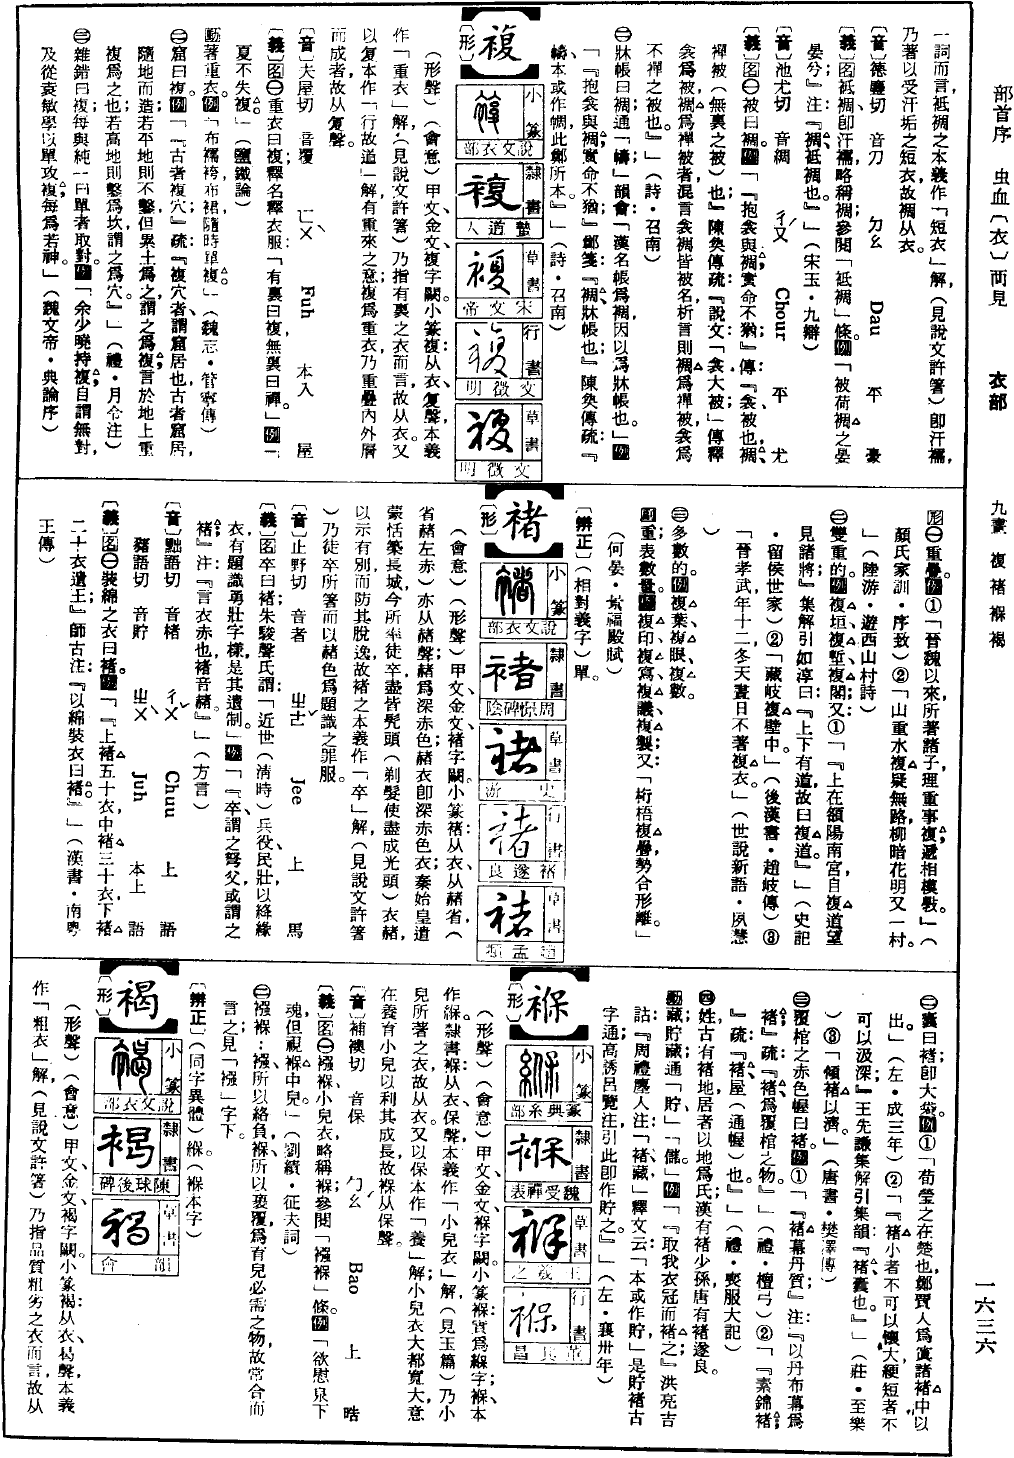 部首序　虫血〔衣〕襾見　衣部　九畫　複褚褓褐　一六三六
一詞而言，袛裯之本義作「短衣」解，（見說文許箸）卽汗襦，
乃著以受汗垢之短衣，故裯从衣。
〔音〕德鏖切　音刀　ㄉㄠ　Dau　平　豪
〔義〕名袛裯卽汗襦，略稱裯，參閱「袛裯」條。例「被荷裯之晏
晏兮」注：『裯、袛裯也。』」（宋玉・九辯）
〔音〕池尤切　音綢　ㄔㄡ　Chour　平　尤
〔義〕名㊀被曰裯。例「『抱衾與裯，寔命不猶。』傳：『衾、被也，裯、
禪被（無裏之被）也。』陳奐傳疏：『說文「衾、大被」，傳釋
衾爲被、裯爲禪被者，混言衾裯皆被名，析言則裯爲禪被，衾爲
不禪之被也。』」（詩・召南）
㊁牀帳曰裯，通「幬」，韻會「漢名帳爲裯，因以爲牀帳也。」例
「『抱衾與裯，寔命不猶。』鄭箋：『裯、牀帳也。』陳奐傳疏：『
幬本或作幮，此鄭所本。』」（詩・召南）
複
小篆　說文衣部
隸書　曹道人
草書　宋文帝
行書　文徵明
草書　文徵明
〔形〕
（形聲）（會意）甲文、金文複字闕。小篆複：从衣、复聲，本義
作「重衣」解，（見說文許箸）乃指有裏之衣而言，故从衣。又
以复本作「行故道」解，有重來之意，複爲重衣，乃重疊內外層
而成者，故从复聲。
〔音〕夫屋切　音覆　ㄈㄨˋ　Fuh　本入　屋
〔義〕名㊀重衣曰複，釋名釋衣服：「有裏曰複，無裏曰禪。」例「
夏不失複。」（鹽鐵論）
動著重衣。例「布襦袴布裙，隨時單複。」（魏志・管寧傳）
㊁窟曰複。例「『古者複穴。』疏：『複穴者，謂窟居也。古者窟居，
隨地而造，若平地則不鑿，但累土爲之，謂之爲複，言於地上重
複爲之也；若高地則鑿爲坎，謂之爲穴。』」（禮・月令注）
㊂雜錯曰複，每與純一曰單者取對。例「余少曉持複，自謂無對，
及從袁敏學，以單攻複，每爲若神。」（魏文帝・典論序）
形㊀重疊。例①「晉魏以來，所著諸子，理重事複，遞相模斆。」（
顏氏家訓・序致）②「山重水複疑無路，柳暗花明又一村。
」（陸游・遊西山村詩）
㊁雙重的。例複垣、複塹、複閣。又①「『上在雒陽南宮，自複道望
見諸將。』集解引如淳曰：『上下有道，故曰複道。』」（史記
・留侯世家）②「藏岐複壁中。」（後漢書・趙岐傳）③
「晉孝武年十二，冬天晝日不著複衣。」（世說新語・夙慧
）
㊂多數的。例複葉、複眼、複數。
副重、表數量。例複印、複寫、複議、複製。又「桁梧複疊，勢合形離。」
（何晏・景福殿賦）
〔辨正〕（相對義字）單。
褚
小篆　說文衣部
隸書　周憬碑陰
草書　史游
行書　褚遂良
草書　趙孟頫
〔形〕
（會意）（形聲）甲文、金文褚字闕。小篆褚：从衣从赭省，（
省赭左赤）亦从赭聲，赭爲深赤色，赭衣卽深赤色衣，秦始皇遣
蒙恬築長城，今所率徒卒，盡皆髠頭（剃髮使盡成光頭）衣赭，
以示有別而防其脫逸，故褚之本義作「卒」解，（見說文許箸
）乃徒卒所箸而以赭色爲題識之罪服。
〔音〕止野切　音者　ㄓㄜˇ　Jee　上　馬
〔義〕名卒曰褚，朱駿聲氏謂：「近世（淸時）兵役民壯以絳緣
衣，有題識勇壯字樣，是其遺制。」例「『卒謂之弩父，或謂之
褚。』注：『言衣赤也。褚音赭。』」（方言）
〔音〕黜語切　音楮　ㄔㄨˇ　Chuu　上　語
　　豬語切　音貯　ㄓㄨˋ　Juh　本上　語
〔義〕名㊀裝綿之衣曰褚。例「『上褚五十衣，中褚三十衣，下褚
二十衣遺王。』師古注：『以綿裝衣曰褚。』」（漢書・南粵
王傳）
㊁囊曰褚，卽大袋。例①「荀瑩之在楚也，鄭賈人爲寘諸褚中以
出。」（左・成三年）②「『褚小者不可以懷大，綆短者不
可以汲深。』王先謙集解引集韻『褚、囊也。』」（莊・至樂
）③「傾褚以濟。」（唐書・樊澤傳）
㊂覆棺之赤色幄曰褚。例①「『褚幕丹質。』注：『以丹布幕爲
褚。』疏：『褚爲覆棺之物。』」（禮・檀弓）②「『素錦褚
。』疏：『褚、屋（通幄）也。』」（禮・喪服大記）
㊃姓。古有褚地，居者以地爲氏，漢有褚少孫，唐有褚遂良。
動藏、貯藏，通「貯」、「儲」。例「『取我衣冠而褚之。』洪亮吉
詁：『周禮廛人注：「褚藏」，釋文云：「本或作貯。」是貯褚古
字通，高誘呂覽注引此，卽作貯之。』」（左・襄卅年）
褓
小篆　篆典糸部
隸書　魏受禪表
草書　王羲之
行書　董其昌
〔形〕
（形聲）（會意）甲文、金文褓字闕。小篆褓：實爲緥字，褓本
作緥。隸書褓：从衣、保聲，本義作「小兒衣」解，（見玉篇）乃小
兒所著之衣，故从衣。又以保本作「養」解，小兒衣大都寬大，意
在養育小兒以利其成長，故褓从保聲。
〔音〕補襖切　音保　ㄅㄠˇ　Bao　上　晧
〔義〕名㊀襁褓，小兒衣，略稱褓，參閱「襁褓」條。例「欲慰泉下
魂，但視褓中兒。」（劉績・征夫詞）
㊁襁褓：襁、所以絡負，褓、所以裹覆，爲育兒必需之物，故常合而
言之。見「襁」字下。
〔辨正〕（同字異體）緥。（褓本字）
褐
小篆　說文衣部
隸書　陳球後碑
草書　韻會
〔形〕
（形聲）（會意）甲文、金文褐字闕。小篆褐：从衣、曷聲，本義
作「粗衣」解，（見說文許箸）乃指品質粗劣之衣而言，故从